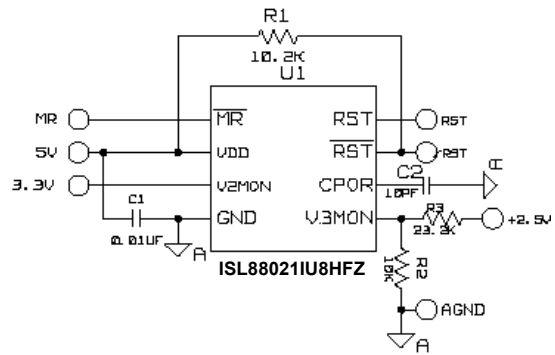 R1
10.2K
U1
MR
MR
RST
RST
5V
VDD
RST
RST
3.3V
V2MON
CPOR
C2
10PF
A
C1
0.01UF
GND
V3MON
R3
23.2K
+2.5V
A
ISL88021IU8HFZ
R2
10K
AGND
A